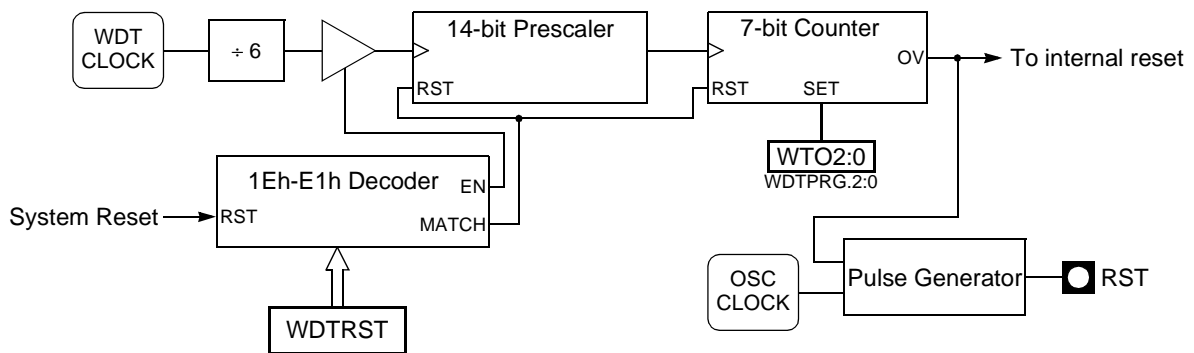 WDT
CLOCK
÷ 6
14-bit Prescaler
RST
7-bit Counter
OV
RST
SET
To internal reset
WTO2:0
WDTPRG.2:0
1Eh-E1h Decoder
EN
System Reset
RST
MATCH
WDTRST
OSC
CLOCK
Pulse Generator
RST